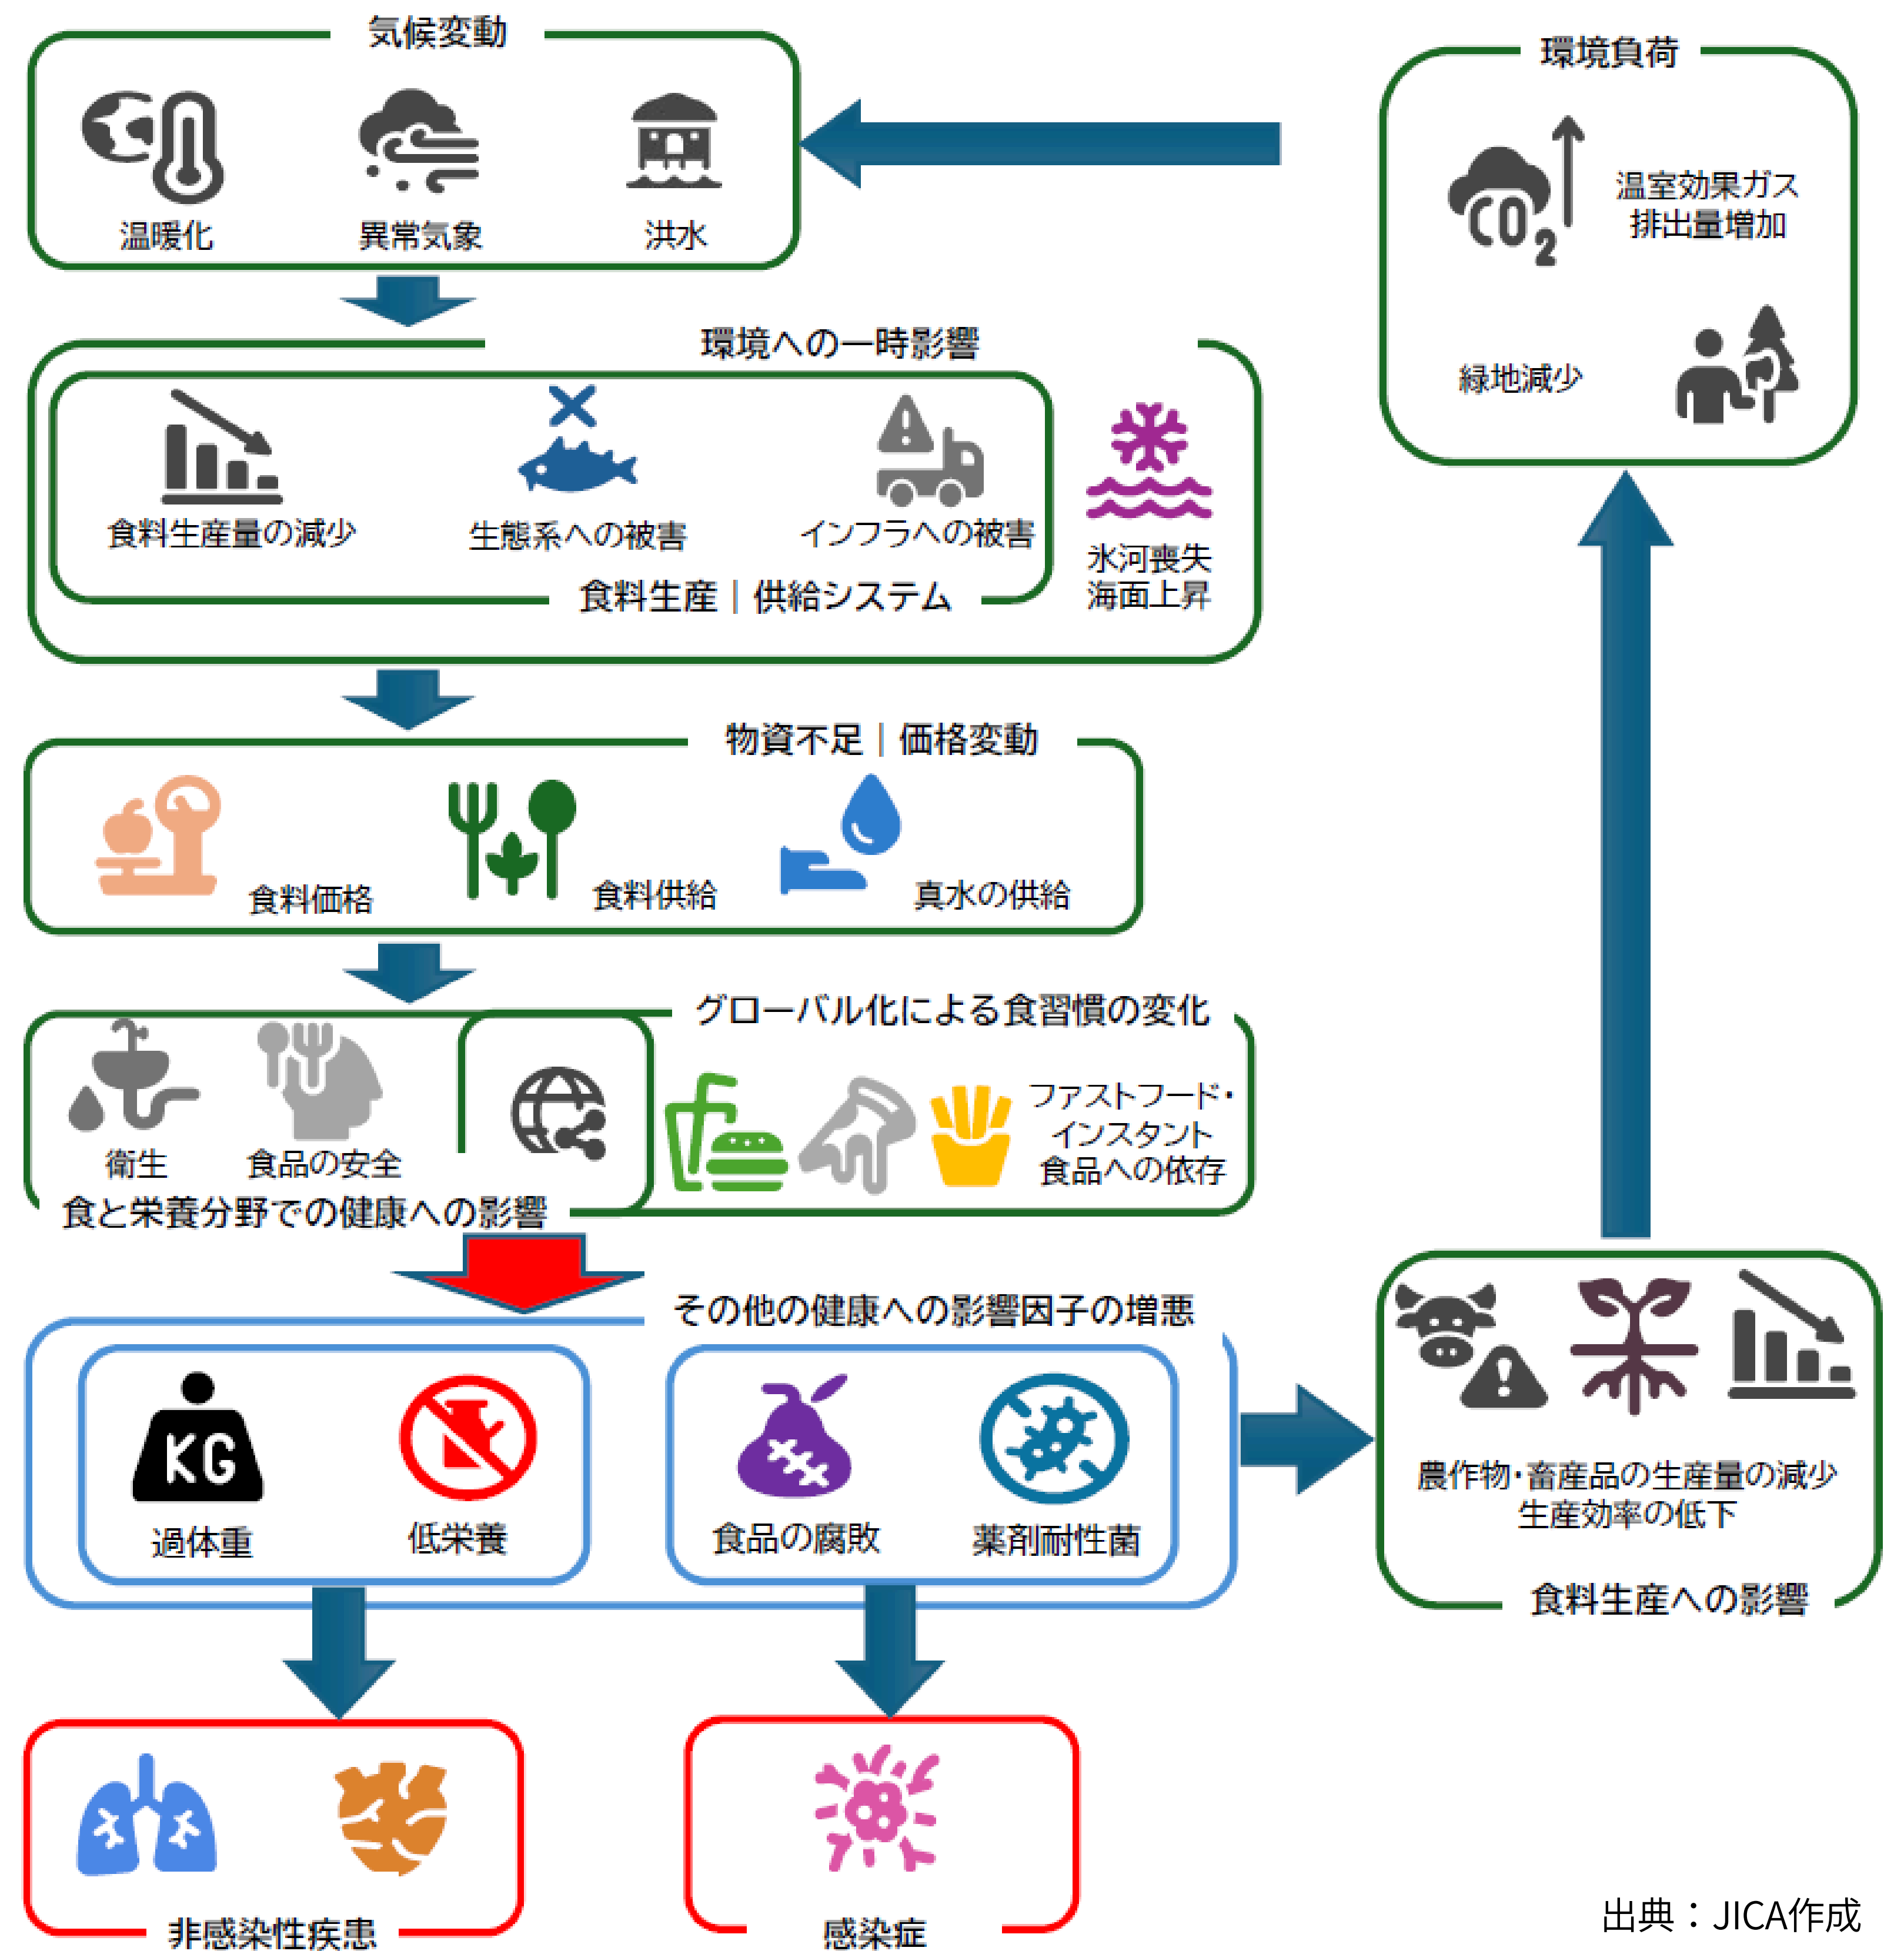 気候変動
温暖化
異常気象
洪水
環境負荷
CO2
温室効果ガス
排出量増加
緑地減少
環境への一時影響
食料生産量の減少
生態系への被害
インフラへの被害
氷河喪失
海面上昇
食料生産｜供給システム
物資不足｜価格変動
食料価格
食料供給
真水の供給
グローバル化による食習慣の変化
衛生
食品の安全
ファストフード・
インスタント
食品への依存
食と栄養分野での健康への影響
その他の健康への影響因子の増悪
KG
過体重
低栄養
食品の腐敗
薬剤耐性菌
農作物・畜産品の生産量の減少
生産効率の低下
食料生産への影響
非感染性疾患
感染症
出典：JICA作成